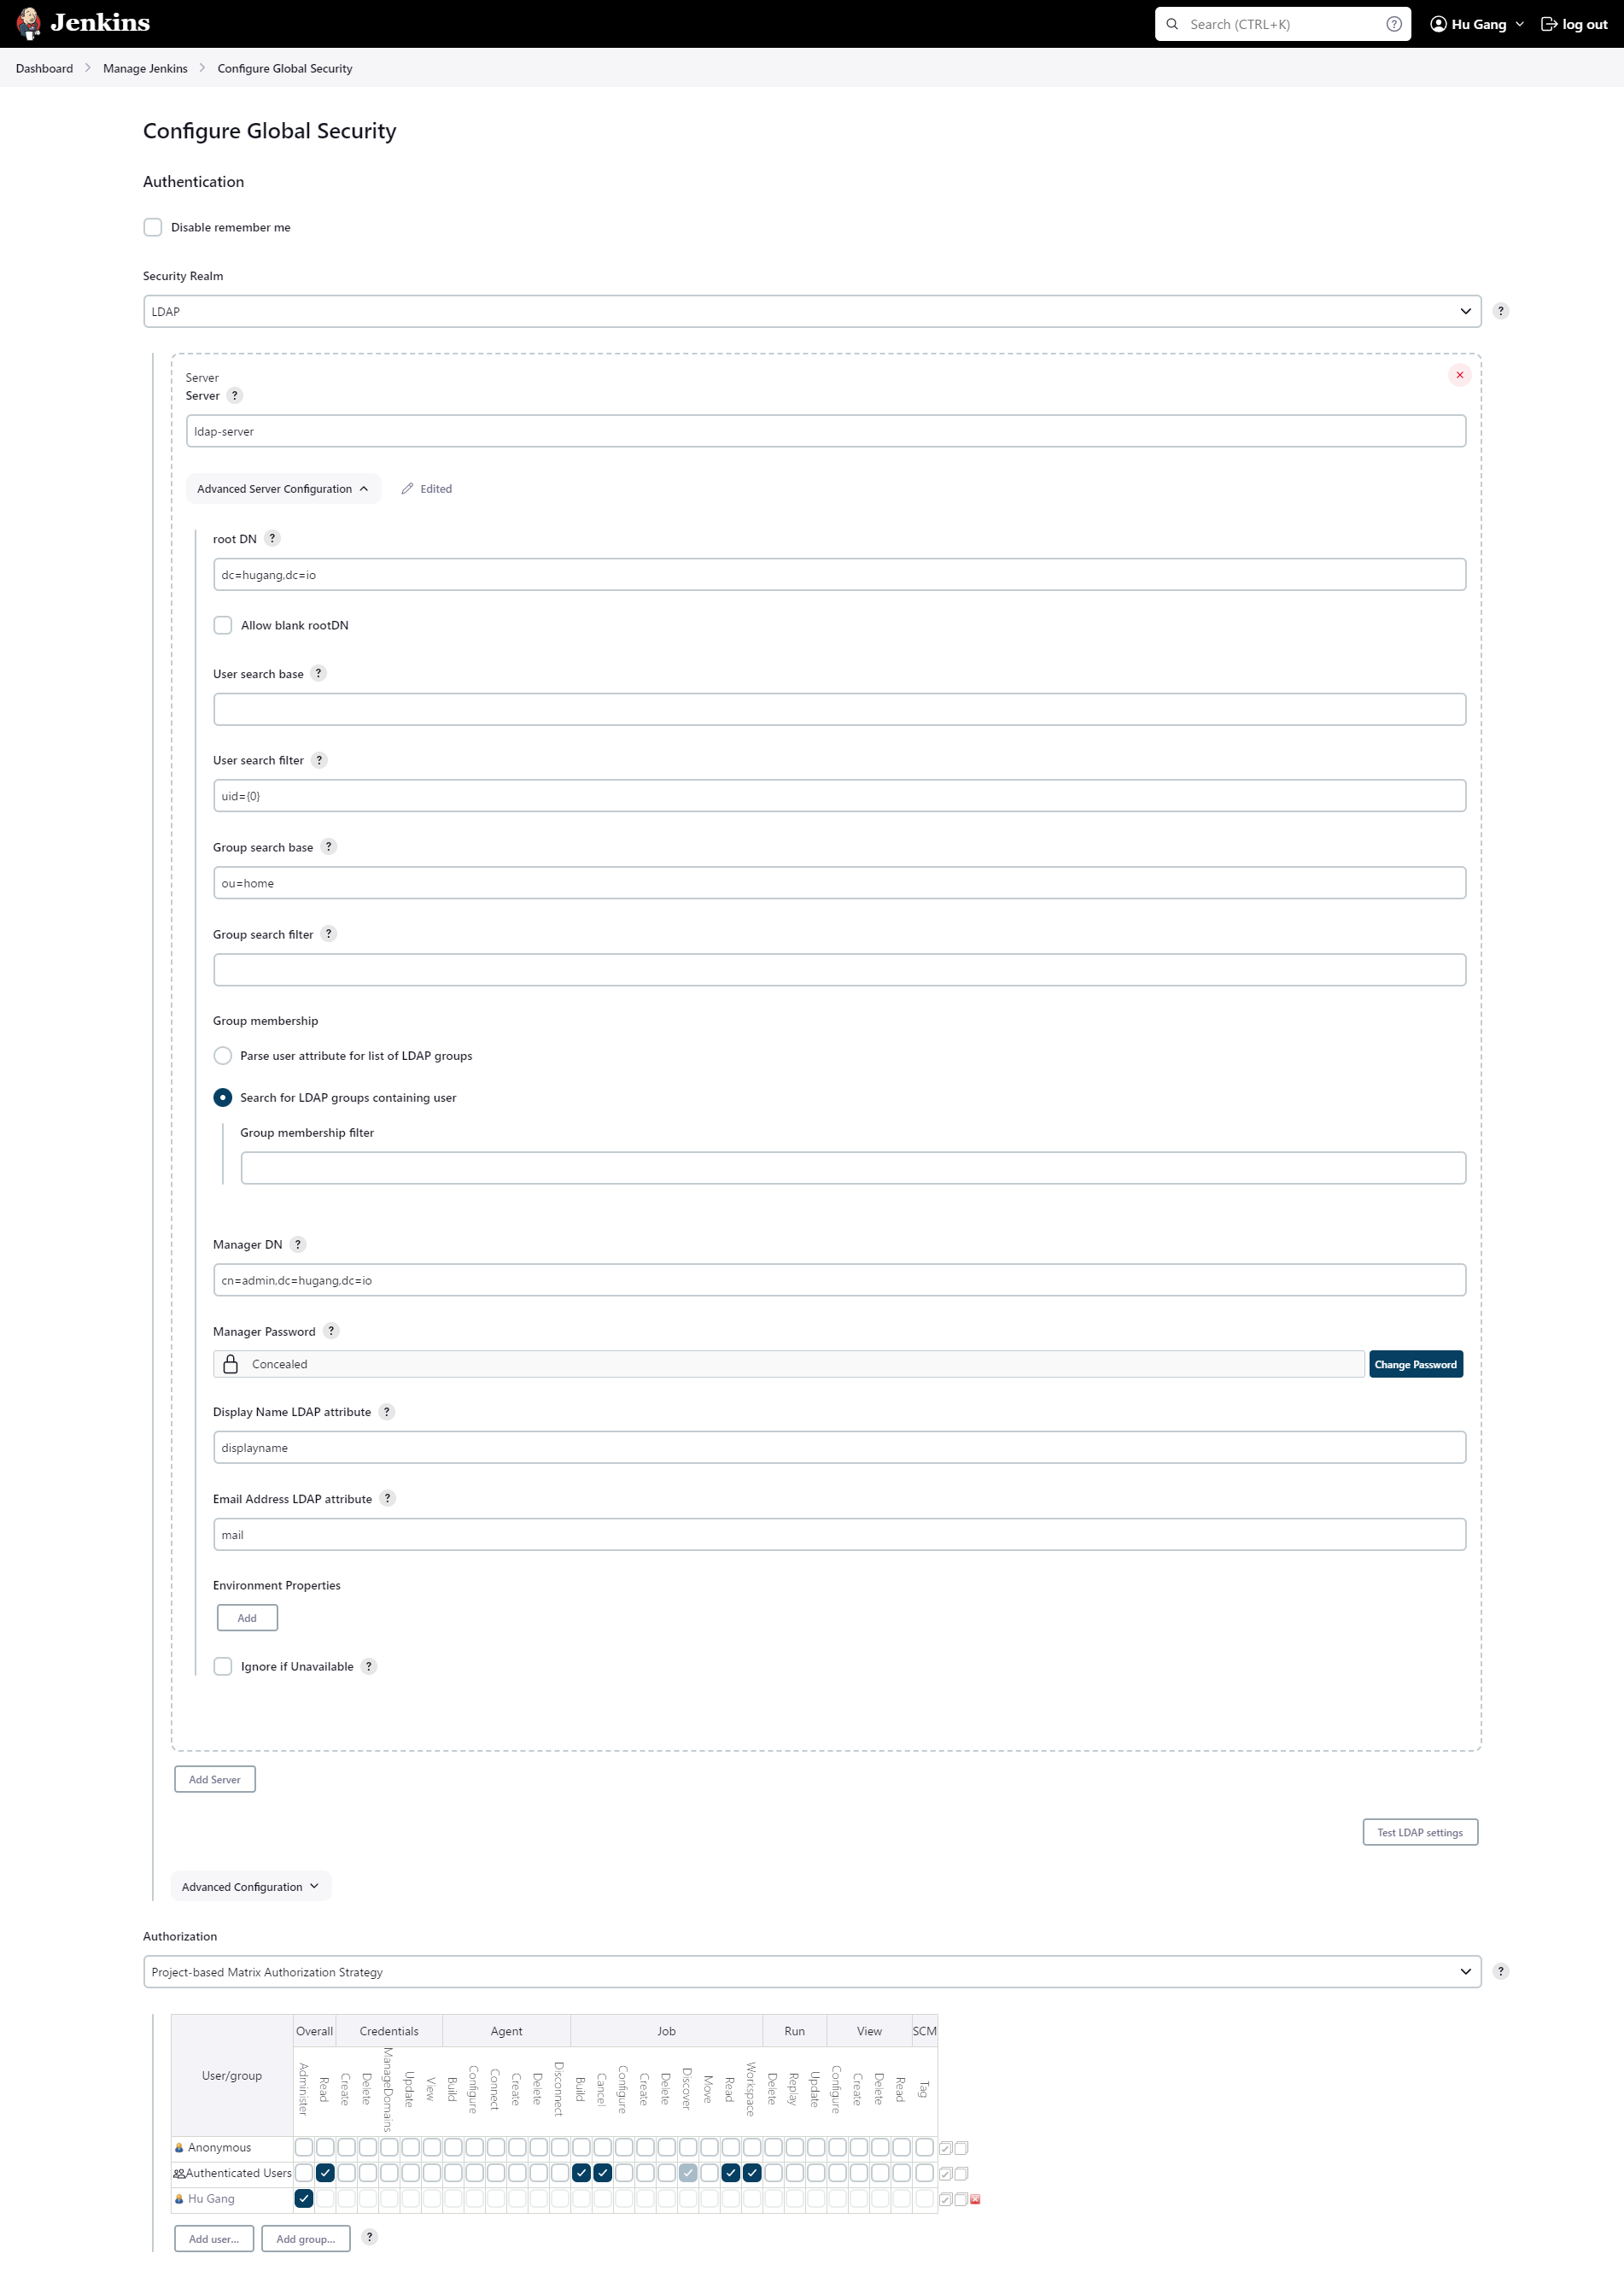 Jenkins
Search (CTRL+K)
Hu Gang
log out
Dashboard
Manage Jenkins
Configure Global Security
Configure Global Security
Authentication
Disable remember me
Security Realm
LDAP
?
Server
Server ?
ldap-server
Advanced Server Configuration
Edited
root DN ?
dc=hugang,dc=io
Allow blank rootDN
User search base ?
User search filter ?
uid={0}
Group search base ?
ou=home
Group search filter ?
Group membership
Parse user attribute for list of LDAP groups
Search for LDAP groups containing user
Group membership filter
Manager DN ?
cn=admin,dc=hugang,dc=io
Manager Password ?
Concealed
Change Password
Display Name LDAP attribute ?
displayname
Email Address LDAP attribute ?
mail
Environment Properties
Add
Ignore if Unavailable ?
Add Server
Test LDAP settings
Advanced Configuration
Authorization
Project-based Matrix Authorization Strategy
?
User/group
Overall
Credentials
Agent
Job
Run
View
SCM
Administer
Read
Create
Delete
ManageDomains
Update
View
Build
Configure
Connect
Create
Delete
Disconnect
Build
Cancel
Configure
Create
Delete
Discover
Move
Read
Workspace
Delete
Replay
Update
Configure
Create
Delete
Read
Tag
Anonymous
Authenticated Users
Hu Gang
Add user...
Add group...
?